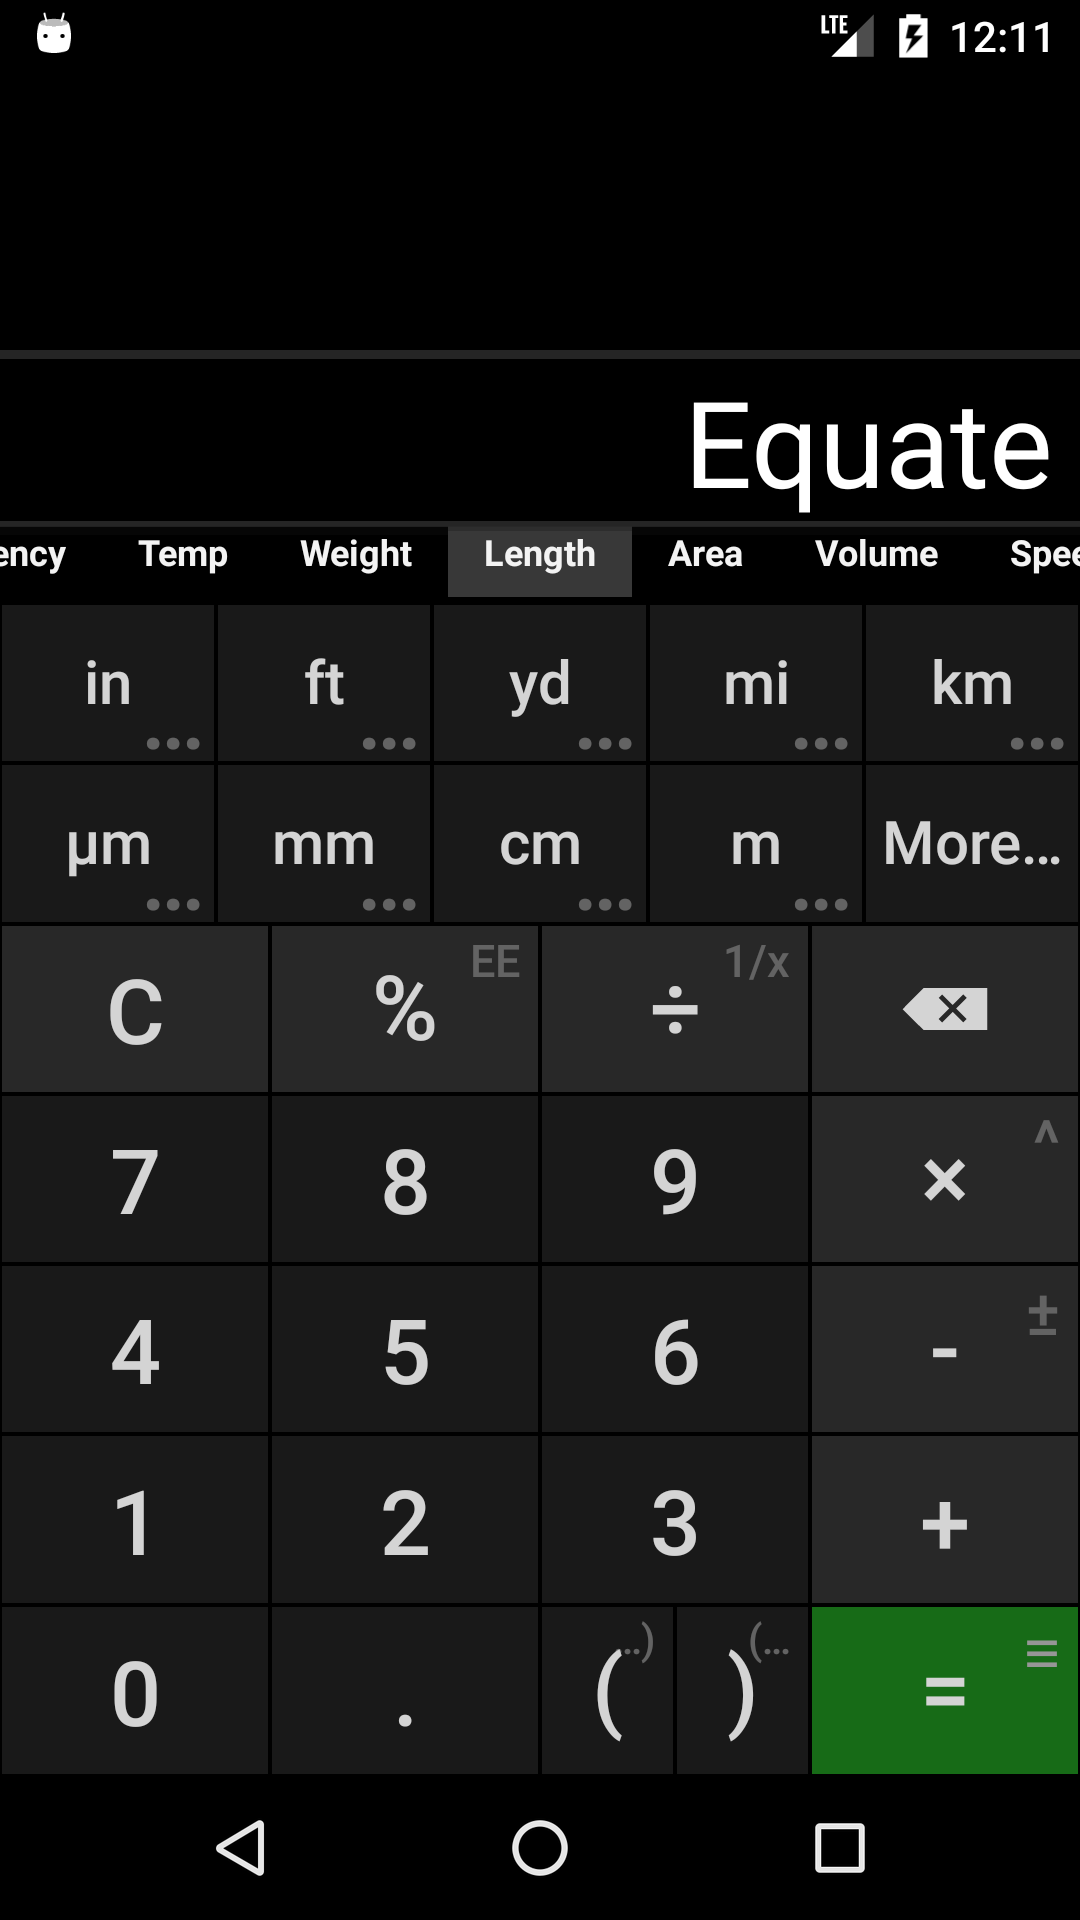 LTE 12:11
Equate
ency Temp Weight Length Area Volume Spee
in ft yd mi km
µm mm cm m More...
C % EE ÷ 1/x
7 8 9 × ^
4 5 6 - ±
1 2 3 +
0 . ( ..) ) (... =